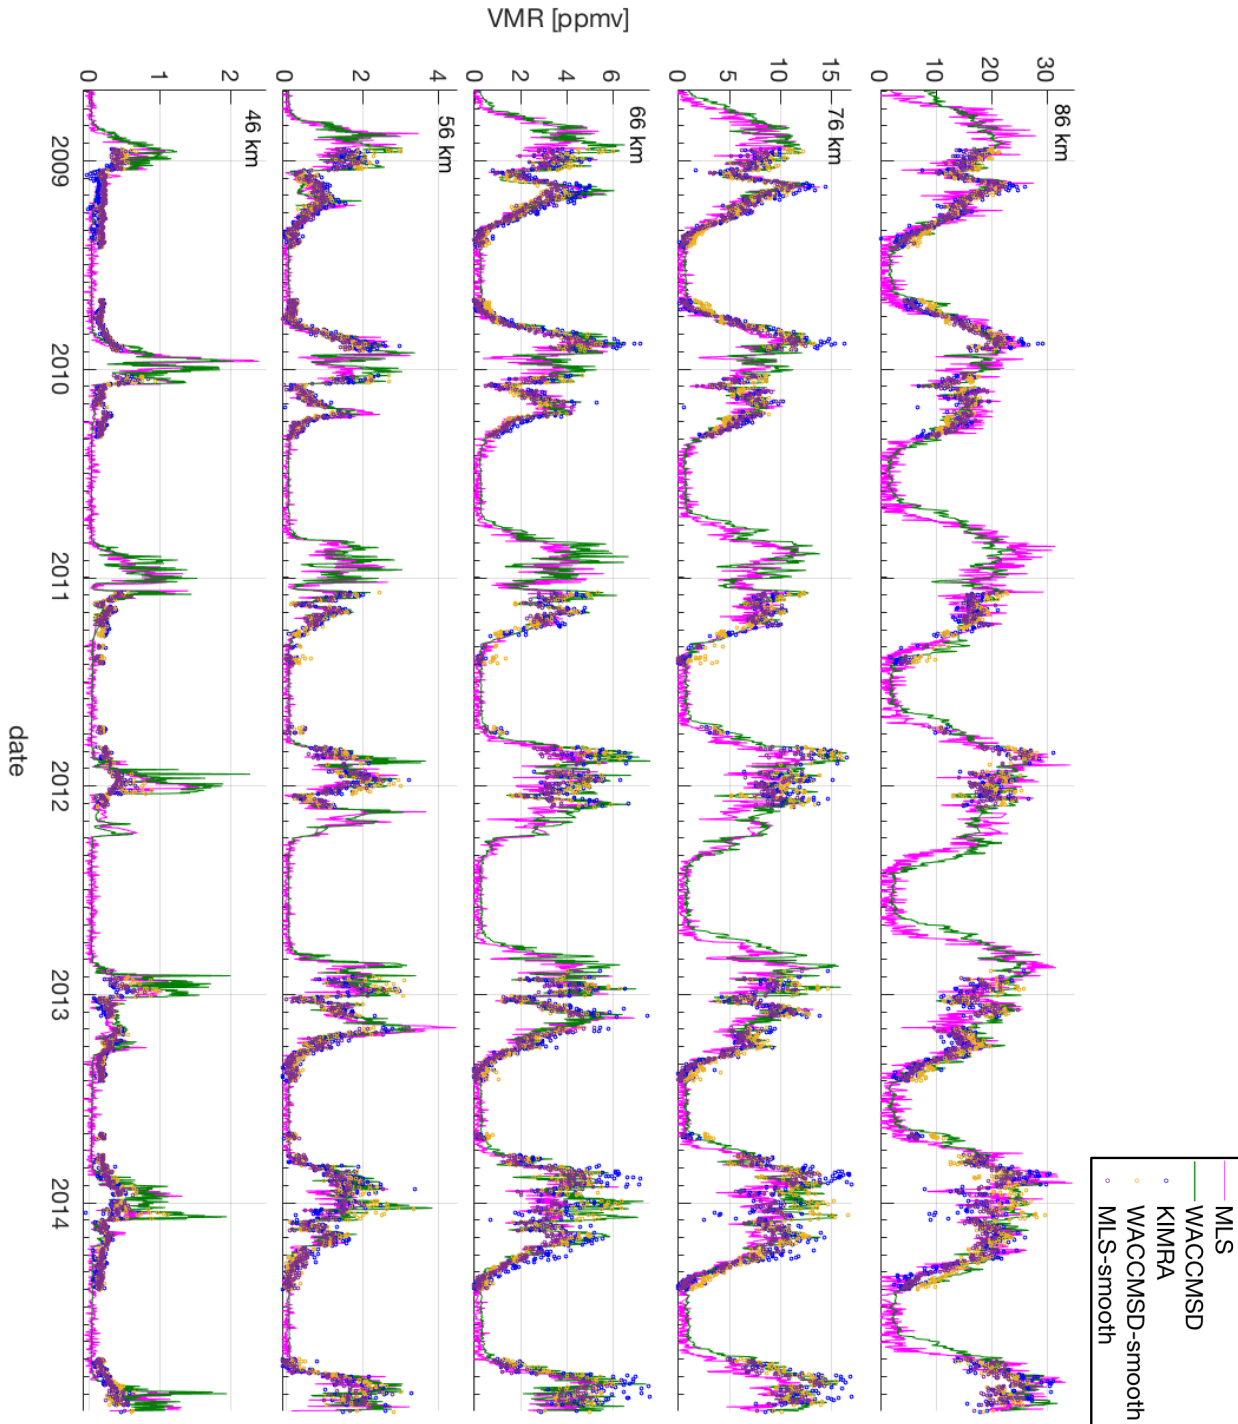 MLS
WACCMSD
KIMRA
WACCMSD-smooth
MLS-smooth
86 km
0 10 20 30
76 km
0 5 10 15
66 km
0 2 4 6
56 km
0 2 4
46 km
0 1 2
VMR [ppmv]
2009 2010 2011 2012 2013 2014
date